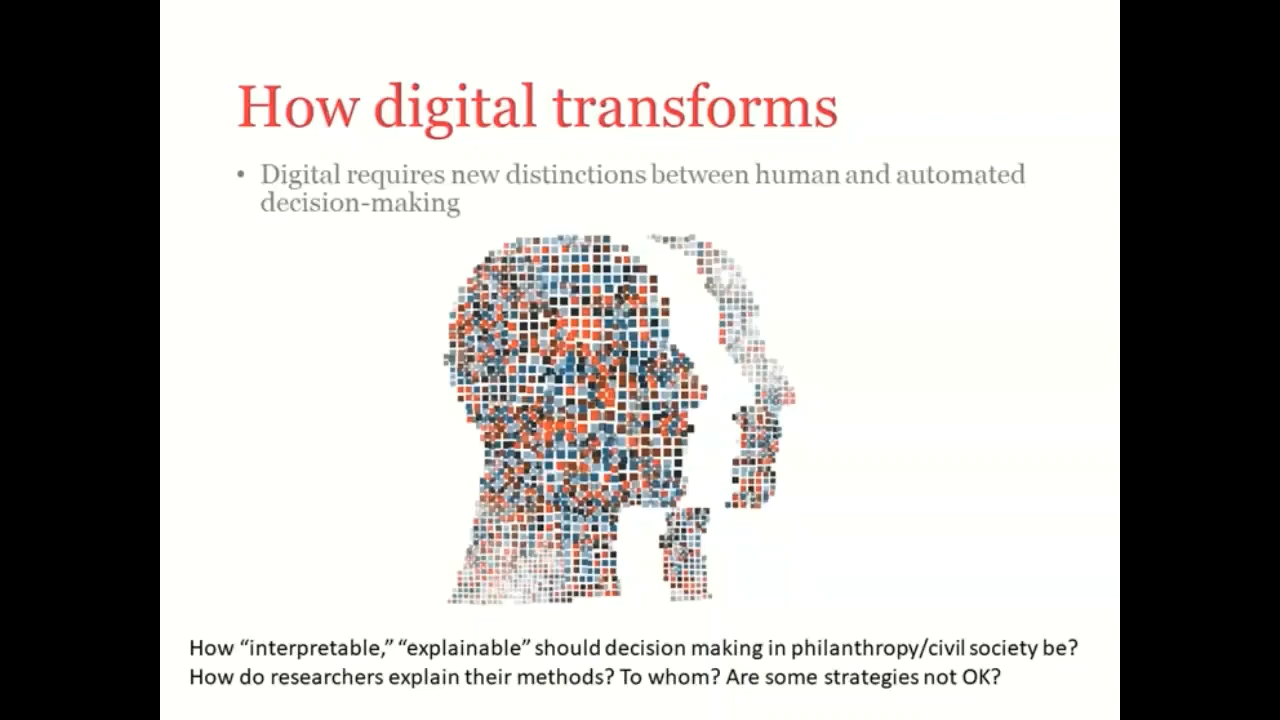 How digital transforms
• Digital requires new distinctions between human and automated
decision-making
How “interpretable,” “explainable” should decision making in philanthropy/civil society be?
How do researchers explain their methods? To whom? Are some strategies not OK?